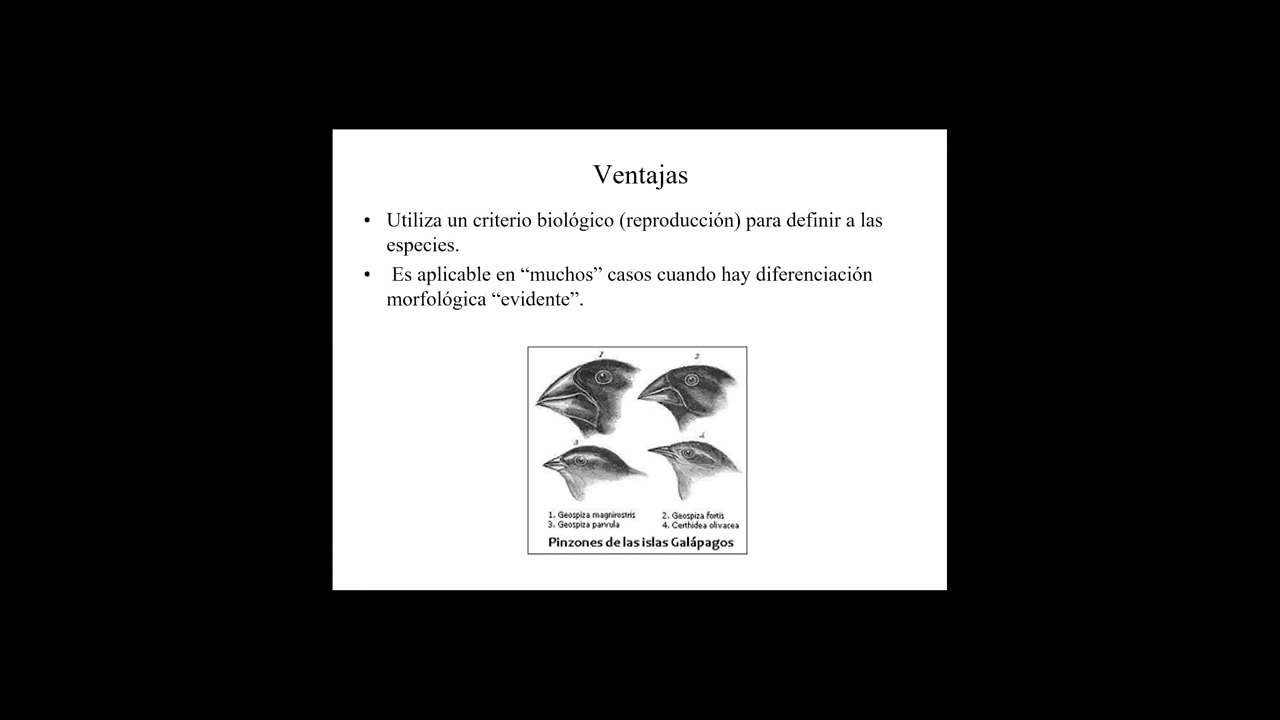 Ventajas
• Utiliza un criterio biológico (reproducción) para definir a las
especies.
• Es aplicable en “muchos” casos cuando hay diferenciación
morfológica “evidente”.
1 2
3 4
1. Geospiza magnirostris 2. Geospiza fortis
3. Geospiza parvula 4. Certhidea olivacea
Pinzones de las islas Galápagos